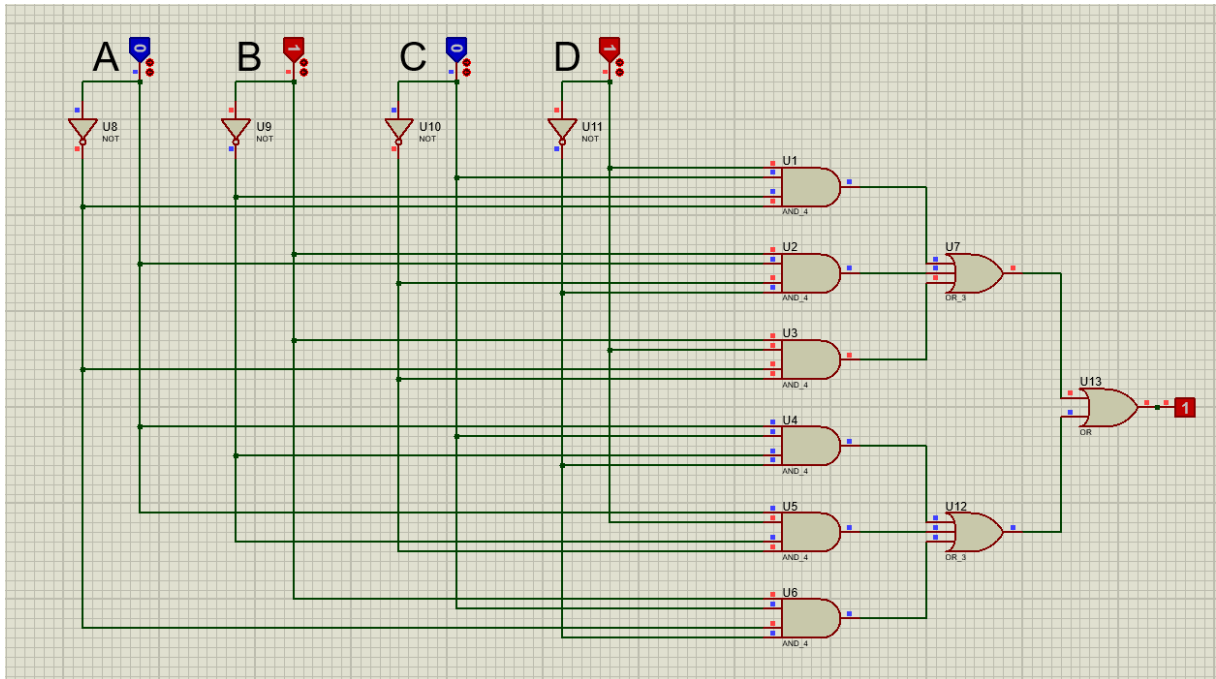 A 0 B 1 C 0 D 1
U8
NOT
U9
NOT
U10
NOT
U11
NOT
U1
AND_4
U2
AND_4
U7
OR_3
U3
AND_4
U13
OR
1
U4
AND_4
U5
AND_4
U12
OR_3
U6
AND_4